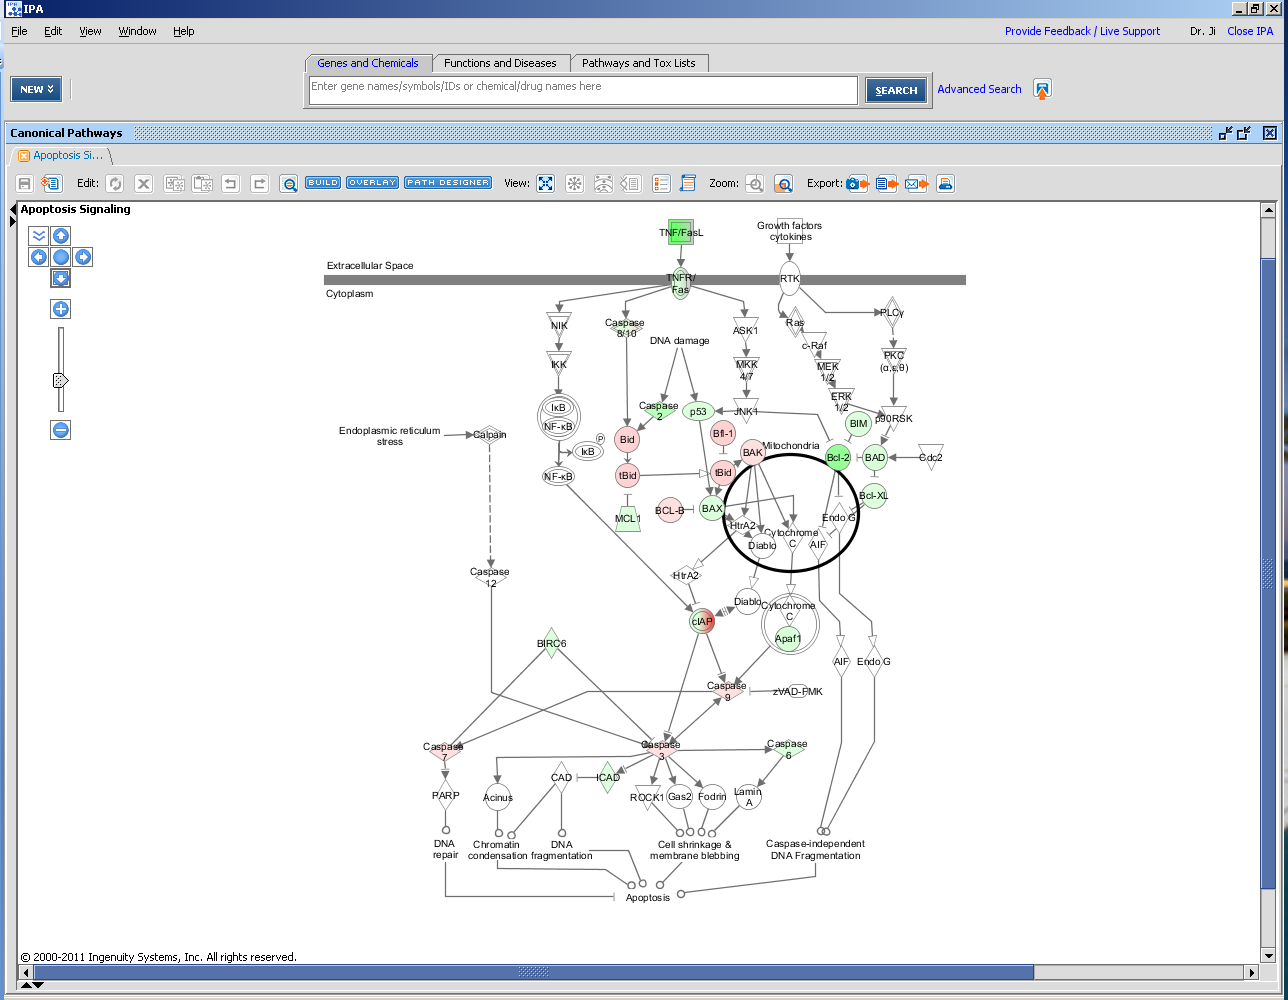 IPA
File Edit View Window Help
Provide Feedback / Live Support Dr. Ji Close IPA
Genes and Chemicals Functions and Diseases Pathways and Tox Lists
NEW
Enter gene names/symbols/IDs or chemical/drug names here
SEARCH
Advanced Search
Canonical Pathways
Apoptosis Si...
Edit: BUILD OVERLAY PATH DESIGNER View: Zoom: Export:
Apoptosis Signaling
TNF/FasL
Growth factors
cytokines
Extracellular Space
TNFR/
Fas
RTK
Cytoplasm
NIK
Caspase
8/10
ASK1
Ras
PLCγ
DNA damage
c-Raf
IKK
MKK
4/7
MEK
1/2
PKC
(α,ε,θ)
ERK
1/2
IκB
NF-κB
Caspase
2
p53
JNK1
p90RSK
BIM
Endoplasmic reticulum
stress
Calpain
P
IκB
Bid
Bfl-1
Mitochondria
BAK
Bcl-2
BAD
Cdc2
NF-κB
tBid
tBid
Bcl-XL
MCL1
BCL-B
BAX
HtrA2
Endo G
Cytochrome
C
Diablo
AIF
Caspase
12
HtrA2
Diablo
Cytochrome
C
cIAP
Apaf1
BIRC6
AIF
Endo G
Caspase
9
zVAD-FMK
Caspase
7
Caspase
3
Caspase
6
CAD
ICAD
PARP
Acinus
ROCK1
Gas2
Fodrin
Lamin
A
DNA
repair
Chromatin
condensation
DNA
fragmentation
Cell shrinkage &
membrane blebbing
Caspase-independent
DNA Fragmentation
Apoptosis
© 2000-2011 Ingenuity Systems, Inc. All rights reserved.